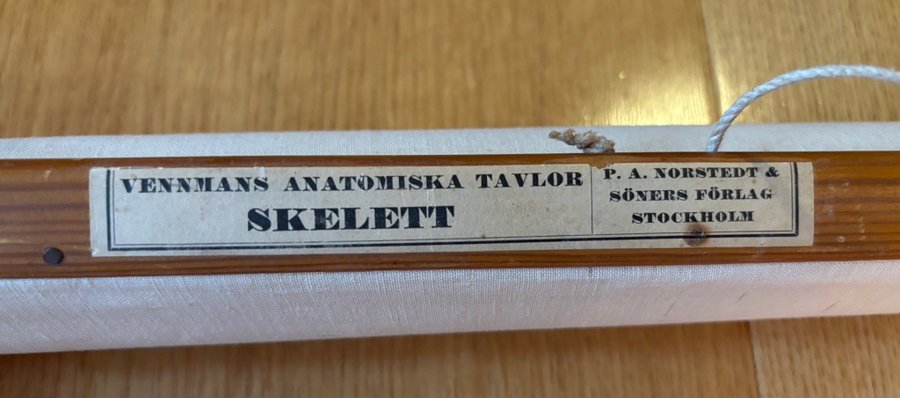 VENNMANS ANATOMISKA TAVLOR
SKELETT
P. A. NORSTEDT &
SÖNERS FÖRLAG
STOCKHOLM